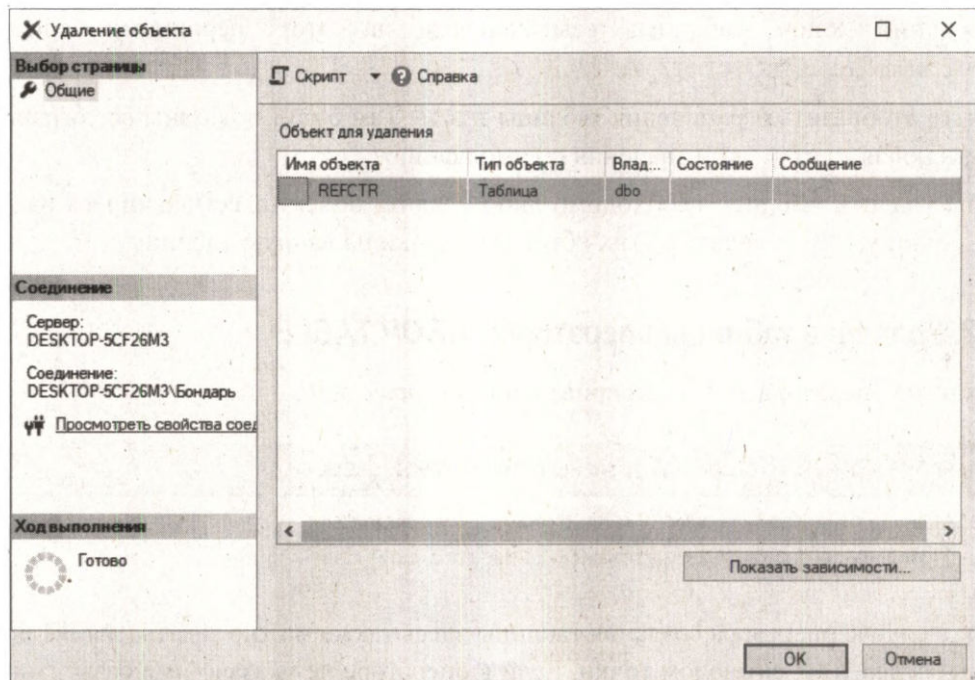 Удаление объекта
Выбор страницы
Общие
Скрипт
Справка
Объект для удаления
Имя объекта Тип объекта Влад... Состояние Сообщение
REFCTR Таблица dbo
Соединение
Сервер:
DESKTOP-5CF26M3
Соединение:
DESKTOP-5CF26M3\Бондарь
Просмотреть свойства соед
Ход выполнения
Готово
Показать зависимости...
OK
Отмена